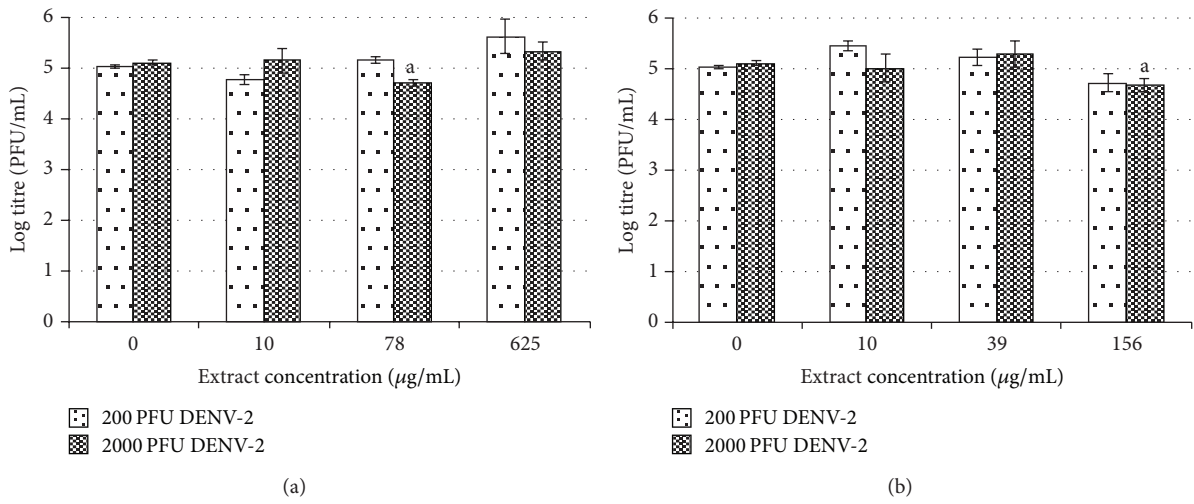 6
5
4
3
2
1
0
Log titre (PFU/mL)
a
0 10 78 625
Extract concentration (μg/mL)
200 PFU DENV-2
2000 PFU DENV-2
(a)
6
5
4
3
2
1
0
Log titre (PFU/mL)
a
0 10 39 156
Extract concentration (μg/mL)
200 PFU DENV-2
2000 PFU DENV-2
(b)